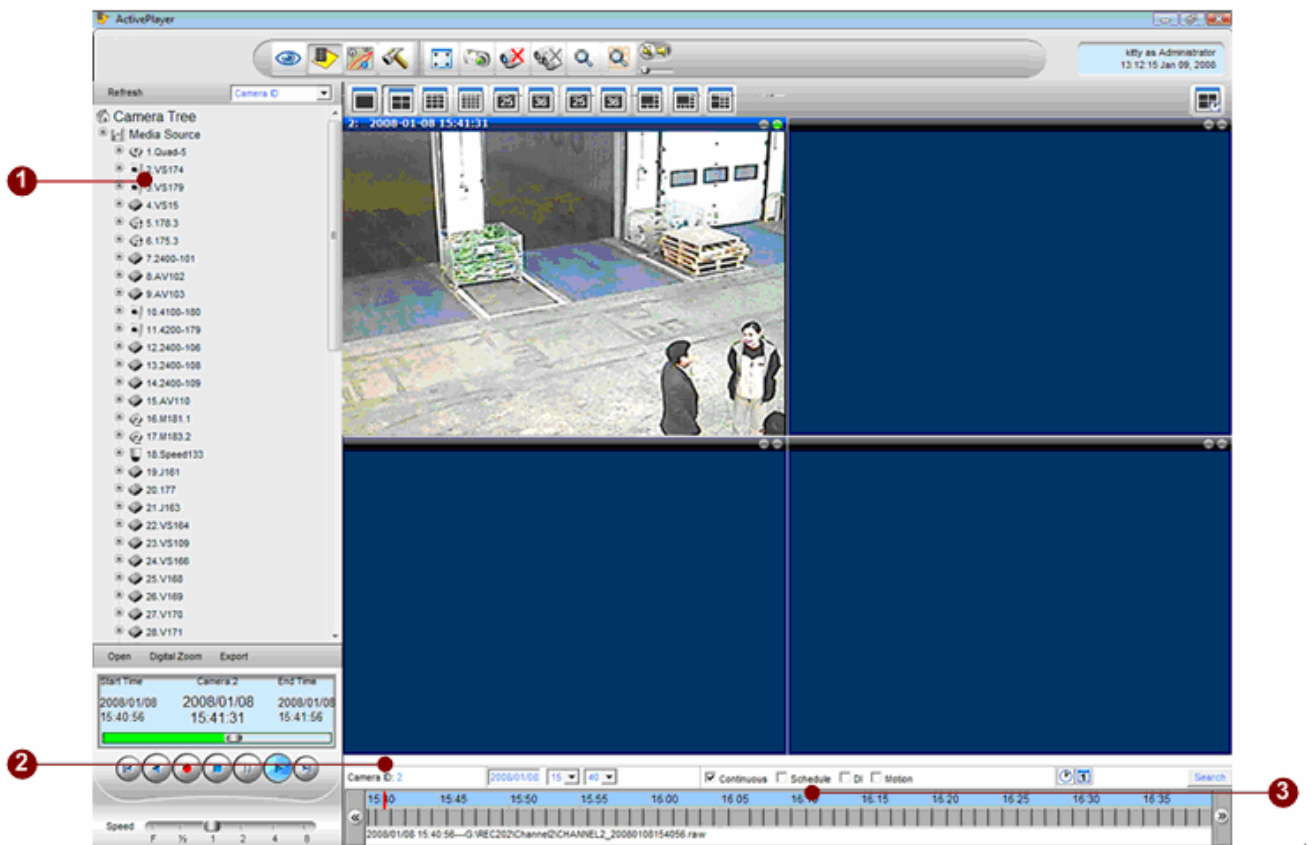 ActivePlayer
kitty as Administrator
13:12:15 Jan 09, 2008
Refresh
Camera ID
25
36
25
36
Camera Tree
2: 2008-01-08 15:41:31
Media Source
1.Quad-5
1
2.VS174
3.VS179
4.VS15
5.178.3
6.175.3
7.2400-101
8.AV102
9.AV103
10.4100-180
11.4200-179
12.2400-106
13.2400-108
14.2400-109
15.AV110
16.M181.1
17.M183.2
18.Speed133
19.J161
20.177
21.J163
22.VS164
23.VS109
24.VS166
25.V168
26.V169
27.V170
28.V171
Open Digital Zoom Export
Start Time Camera:2 End Time
2008/01/08 2008/01/08 2008/01/08
15:40:56 15:41:31 15:41:56
2
Camera ID: 2 2008/01/08 15 40 Continuous Schedule DI Motion 1 Search
3
15:40 15:45 15:50 15:55 16:00 16:05 16:10 16:15 16:20 16:25 16:30 16:35
2008/01/08 15:40:56---G:\REC202\Channel2\CHANNEL2_20080108154056.raw
Speed
F ½ 1 2 4 8